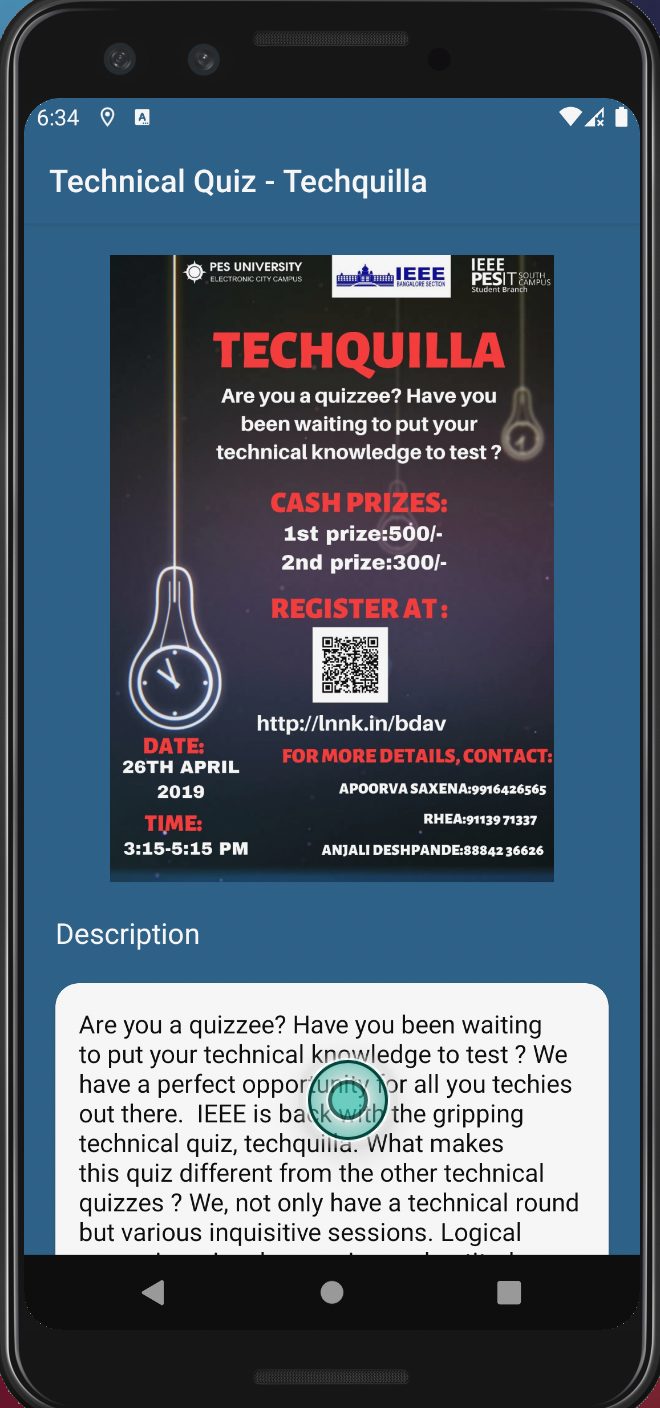 6:34
Technical Quiz - Techquilla
PES UNIVERSITY
ELECTRONIC CITY CAMPUS
IEEE
BANGALORE SECTION
IEEE
PESIT SOUTH CAMPUS
Student Branch
TECHQUILLA
Are you a quizzee? Have you
been waiting to put your
technical knowledge to test ?
CASH PRIZES:
1st prize:500/-
2nd prize:300/-
REGISTER AT :
http://lnnk.in/bdav
DATE:
26TH APRIL
2019
TIME:
3:15-5:15 PM
FOR MORE DETAILS, CONTACT:
APOORVA SAXENA:9916426565
RHEA:91139 71337
ANJALI DESHPANDE:88842 36626
Description
Are you a quizzee? Have you been waiting
to put your technical knowledge to test ? We
have a perfect opportunity for all you techies
out there.  IEEE is back with the gripping
technical quiz, techquilla. What makes
this quiz different from the other technical
quizzes ? We, not only have a technical round
but various inquisitive sessions. Logical